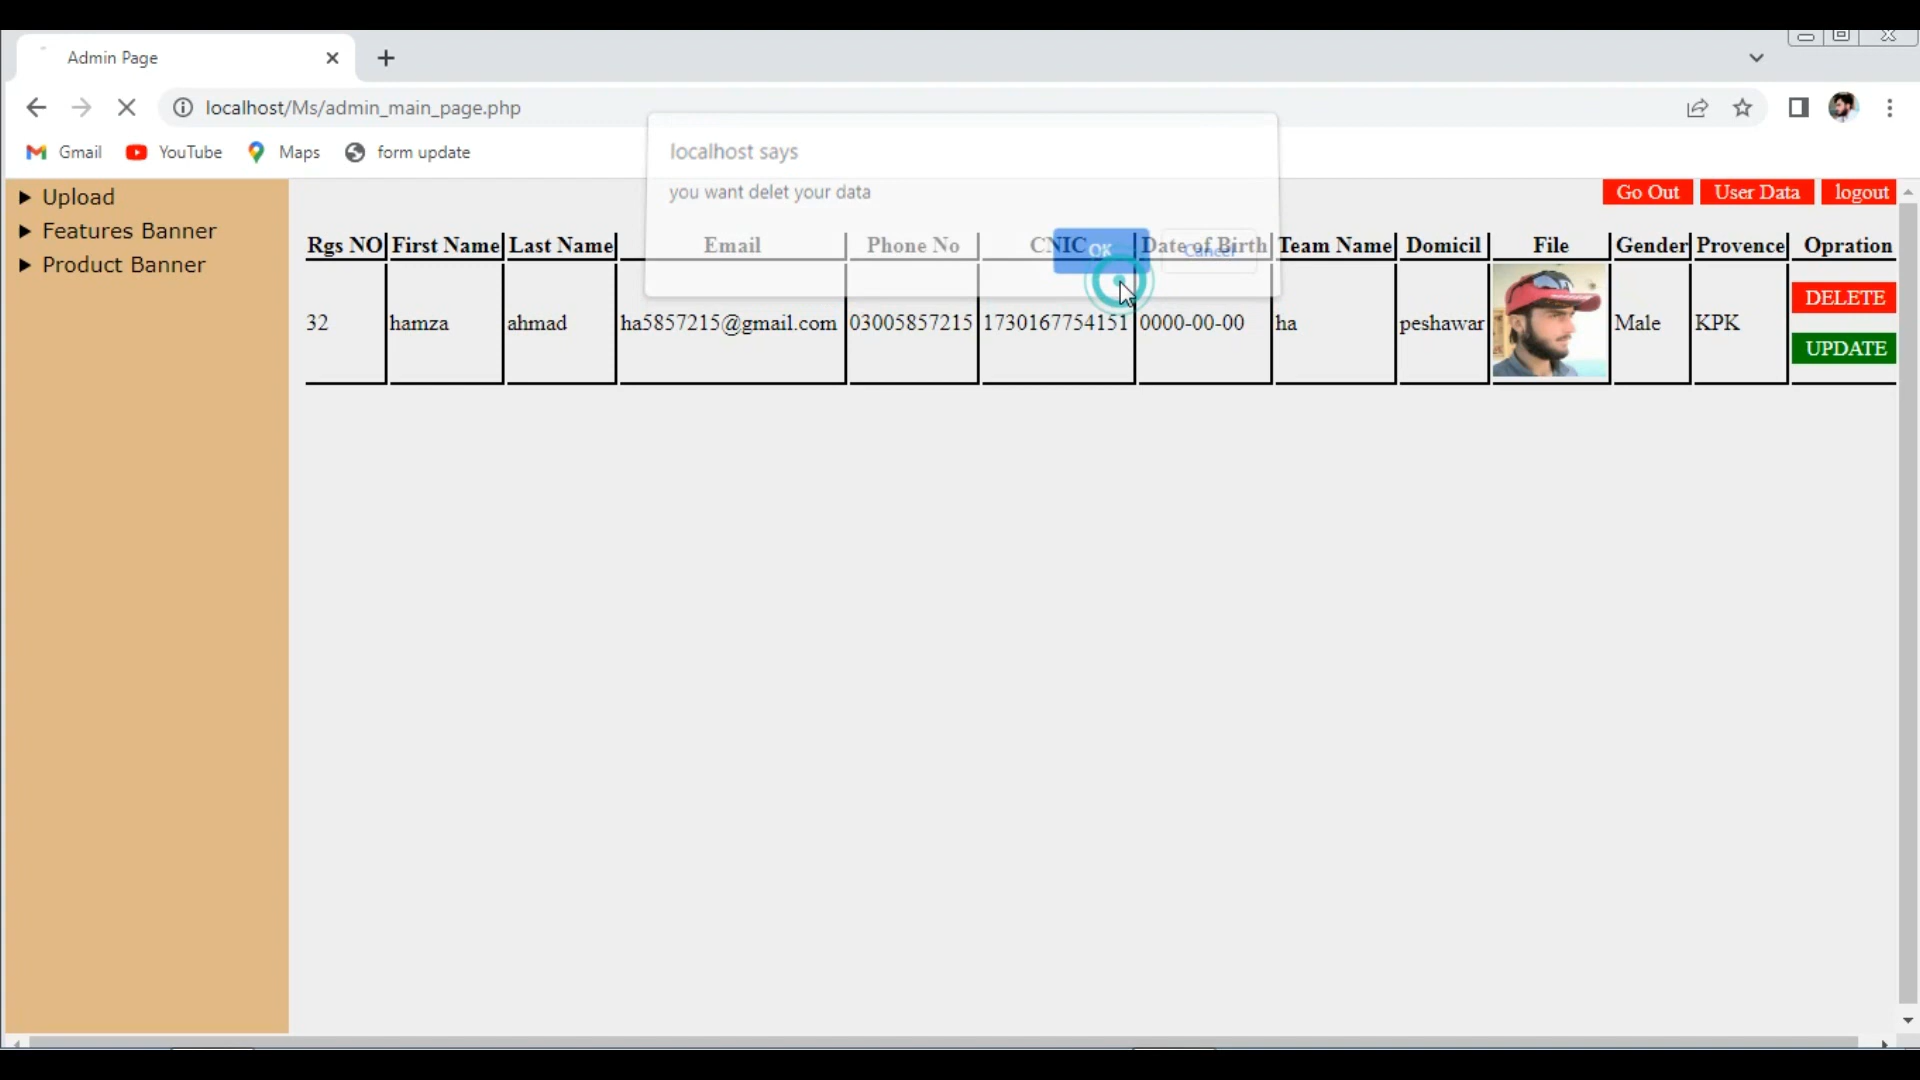 Admin Page
localhost/Ms/admin_main_page.php
Gmail YouTube Maps form update
localhost says
you want delet your data
OK Cancel
Upload
Features Banner
Product Banner
Go Out User Data logout
Rgs NO First Name Last Name Email Phone No CNIC Date of Birth Team Name Domicil File Gender Provence Opration
32 hamza ahmad ha5857215@gmail.com 03005857215 1730167754151 0000-00-00 ha peshawar Male KPK
DELETE
UPDATE